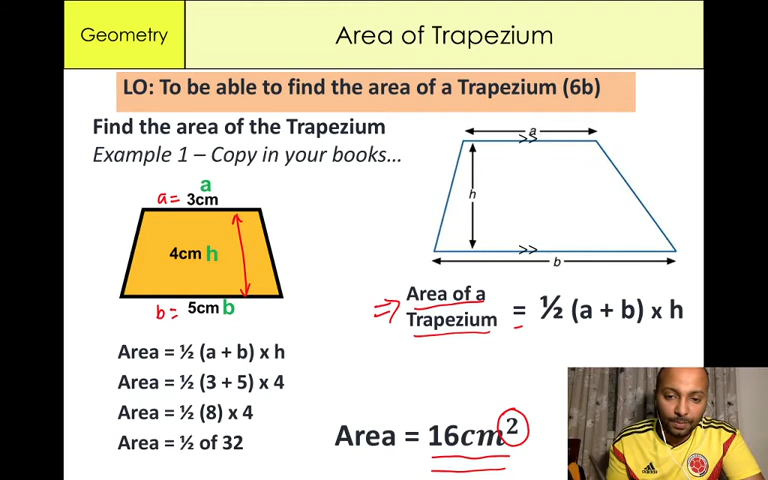 Geometry
Area of Trapezium
LO: To be able to find the area of a Trapezium (6b)
Find the area of the Trapezium
Example 1 – Copy in your books...
a
a = 3cm
4cm h
b = 5cm b
a
h
b
Area of a
Trapezium = ½ (a + b) x h
Area = ½ (a + b) x h
Area = ½ (3 + 5) x 4
Area = ½ (8) x 4
Area = ½ of 32
Area = 16cm²
adidas